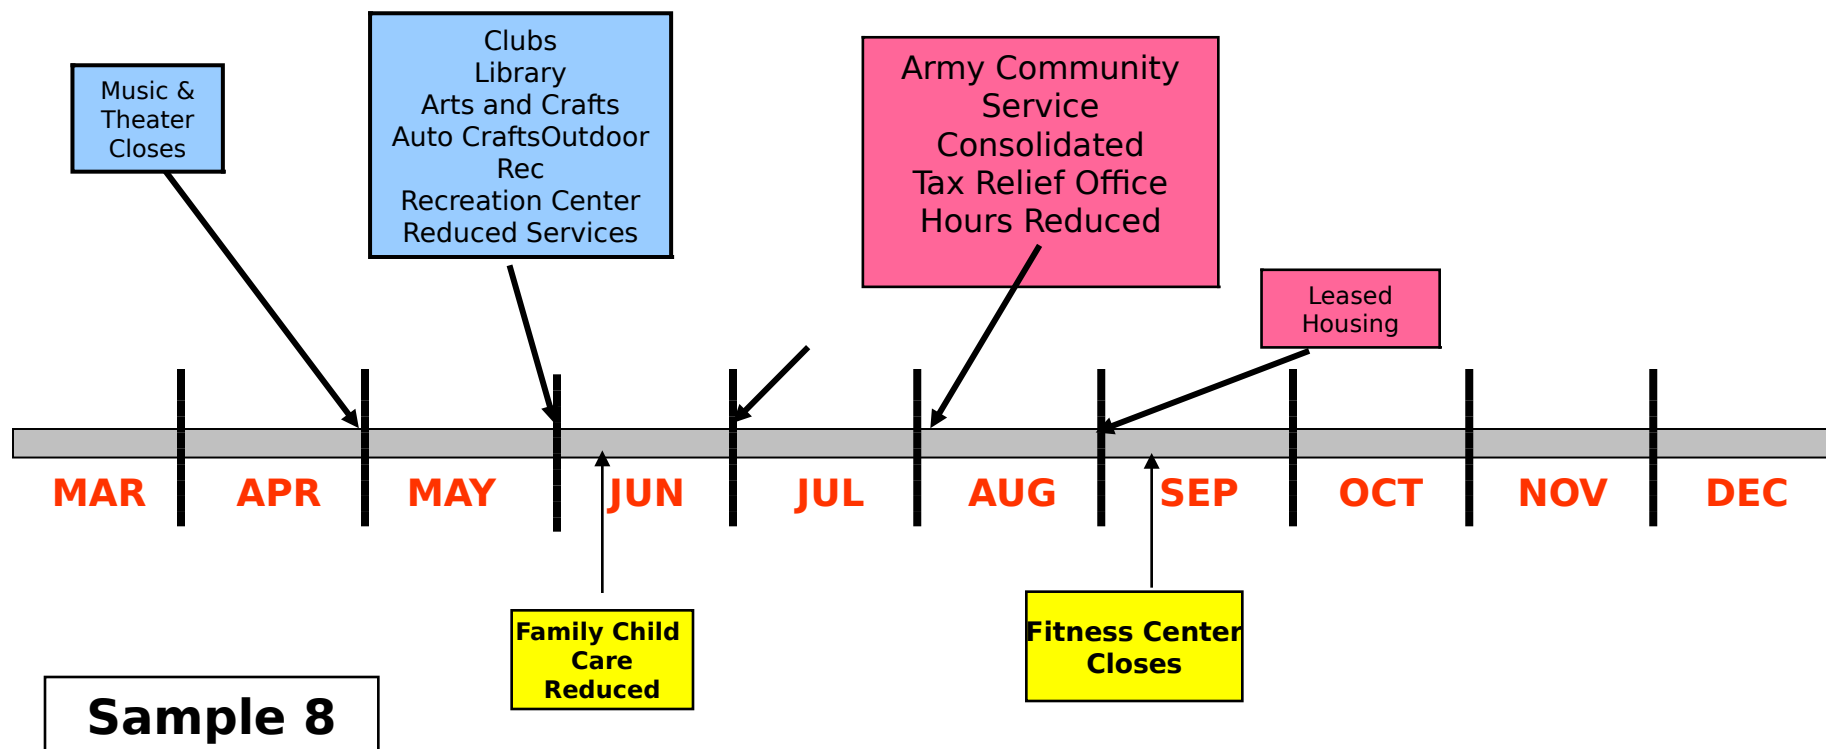 Music &
Theater
Closes
Clubs
Library
Arts and Crafts
Auto CraftsOutdoor
Rec
Recreation Center
Reduced Services
Army Community
Service
Consolidated
Tax Relief Office
Hours Reduced
Leased
Housing
MAR
APR
MAY
JUN
JUL
AUG
SEP
OCT
NOV
DEC
Family Child
Care
Reduced
Fitness Center
Closes
Sample 8